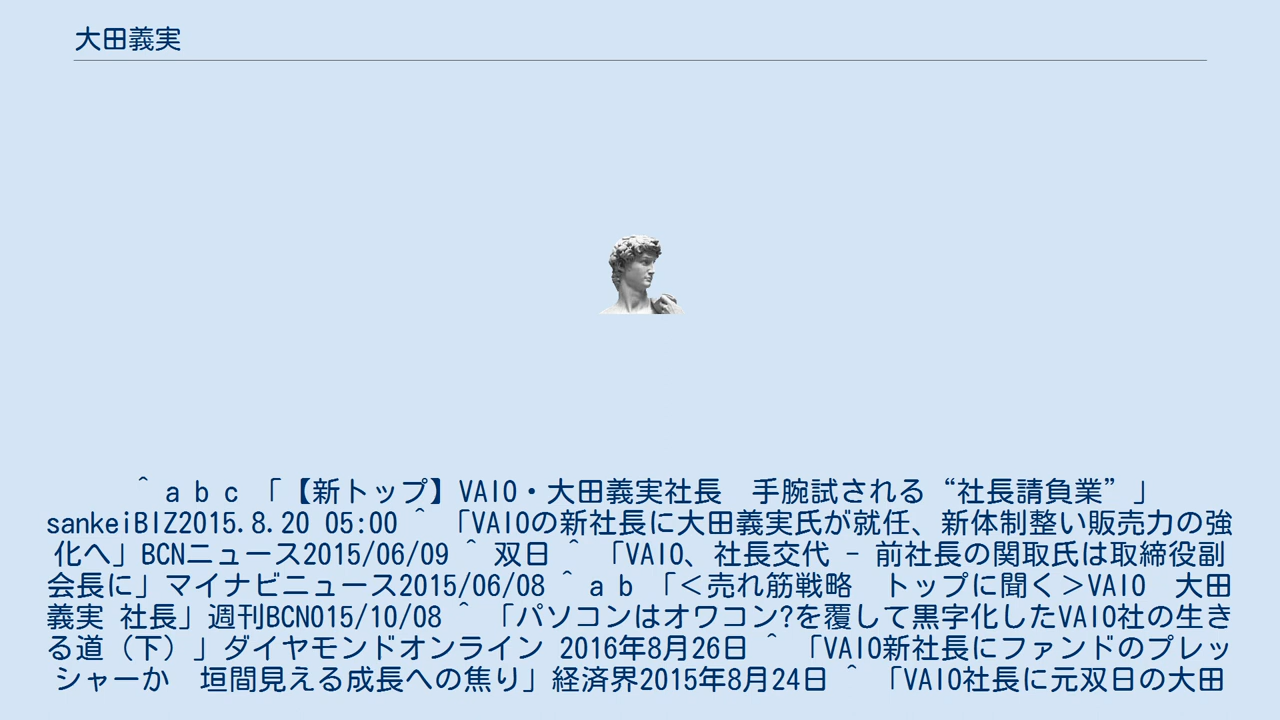 大田義実
^ a b c 「【新トップ】VAIO・大田義実社長　手腕試される“社長請負業”」
sankeiBIZ2015.8.20 05:00 ^ 「VAIOの新社長に大田義実氏が就任、新体制整い販売力の強
化へ」BCNニュース2015/06/09 ^ 双日 ^ 「VAIO、社長交代 - 前社長の関取氏は取締役副
会長に」マイナビニュース2015/06/08 ^ a b 「＜売れ筋戦略　トップに聞く＞VAIO　大田
義実 社長」週刊BCN015/10/08 ^ 「パソコンはオワコン?を覆して黒字化したVAIO社の生き
る道（下）」ダイヤモンドオンライン 2016年8月26日 ^ 「VAIO新社長にファンドのプレッ
シャーか　垣間見える成長への焦り」経済界2015年8月24日 ^ 「VAIO社長に元双日の大田